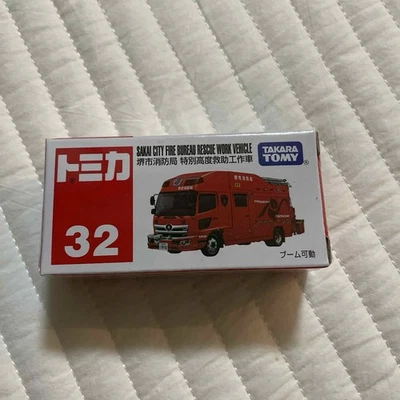 トミカ
32
SAKAI CITY FIRE BUREAU RESCUE WORK VEHICLE
堺市消防局 特別高度救助工作車
TAKARA
TOMY
ブーム可動